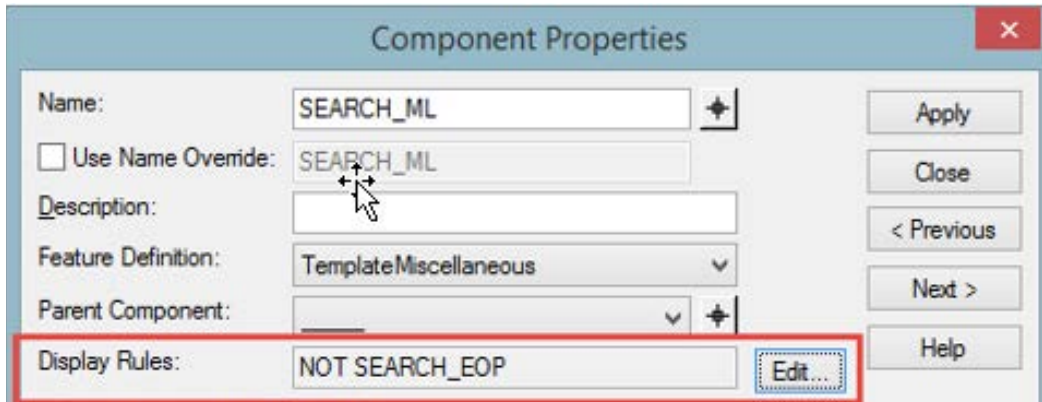 Component Properties
Name: SEARCH_ML Apply
Use Name Override: SEARCH_ML Close
Description: < Previous
Feature Definition: TemplateMiscellaneous Next >
Parent Component:
Display Rules: NOT SEARCH_EOP Edit... Help